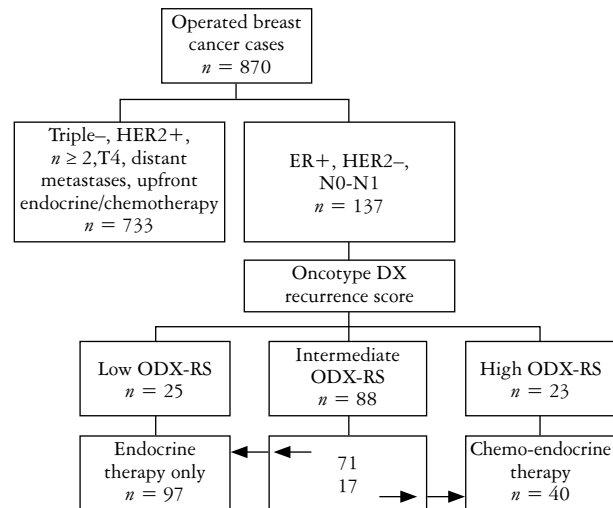 Operated breast
cancer cases
n = 870
Triple–, HER2+,
n ≥ 2,T4, distant
metastases, upfront
endocrine/chemotherapy
n = 733
ER+, HER2–,
N0-N1
n = 137
Oncotype DX
recurrence score
Low ODX-RS
n = 25
Intermediate
ODX-RS
n = 88
High ODX-RS
n = 23
Endocrine
therapy only
n = 97
71
17
Chemo-endocrine
therapy
n = 40